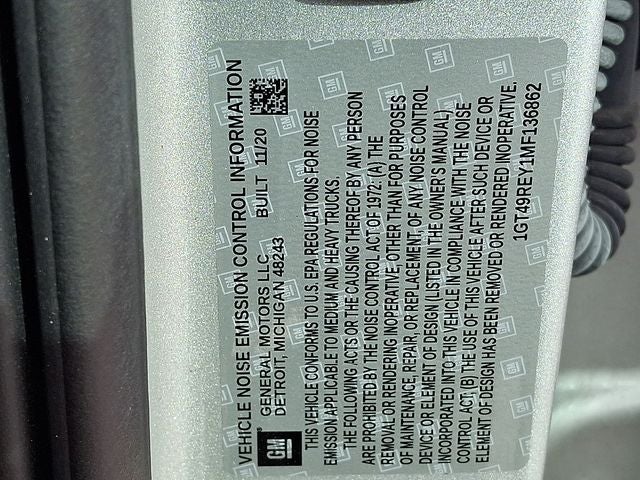 VEHICLE NOISE EMISSION CONTROL INFORMATION
GM
GENERAL MOTORS LLC
DETROIT, MICHIGAN 48243 BUILT 11/20
THIS VEHICLE CONFORMS TO U.S. EPA REGULATIONS FOR NOISE
EMISSION APPLICABLE TO MEDIUM AND HEAVY TRUCKS.
THE FOLLOWING ACTS OR THE CAUSING THEREOF BY ANY PERSON
ARE PROHIBITED BY THE NOISE CONTROL ACT OF 1972: (A) THE
REMOVAL OR RENDERING INOPERATIVE, OTHER THAN FOR PURPOSES
OF MAINTENANCE, REPAIR, OR REPLACEMENT, OF ANY NOISE CONTROL
DEVICE OR ELEMENT OF DESIGN (LISTED IN THE OWNER'S MANUAL)
INCORPORATED INTO THIS VEHICLE IN COMPLIANCE WITH THE NOISE
CONTROL ACT, (B) THE USE OF THIS VEHICLE AFTER SUCH DEVICE OR
ELEMENT OF DESIGN HAS BEEN REMOVED OR RENDERED INOPERATIVE.
1GT49REY1MF136862